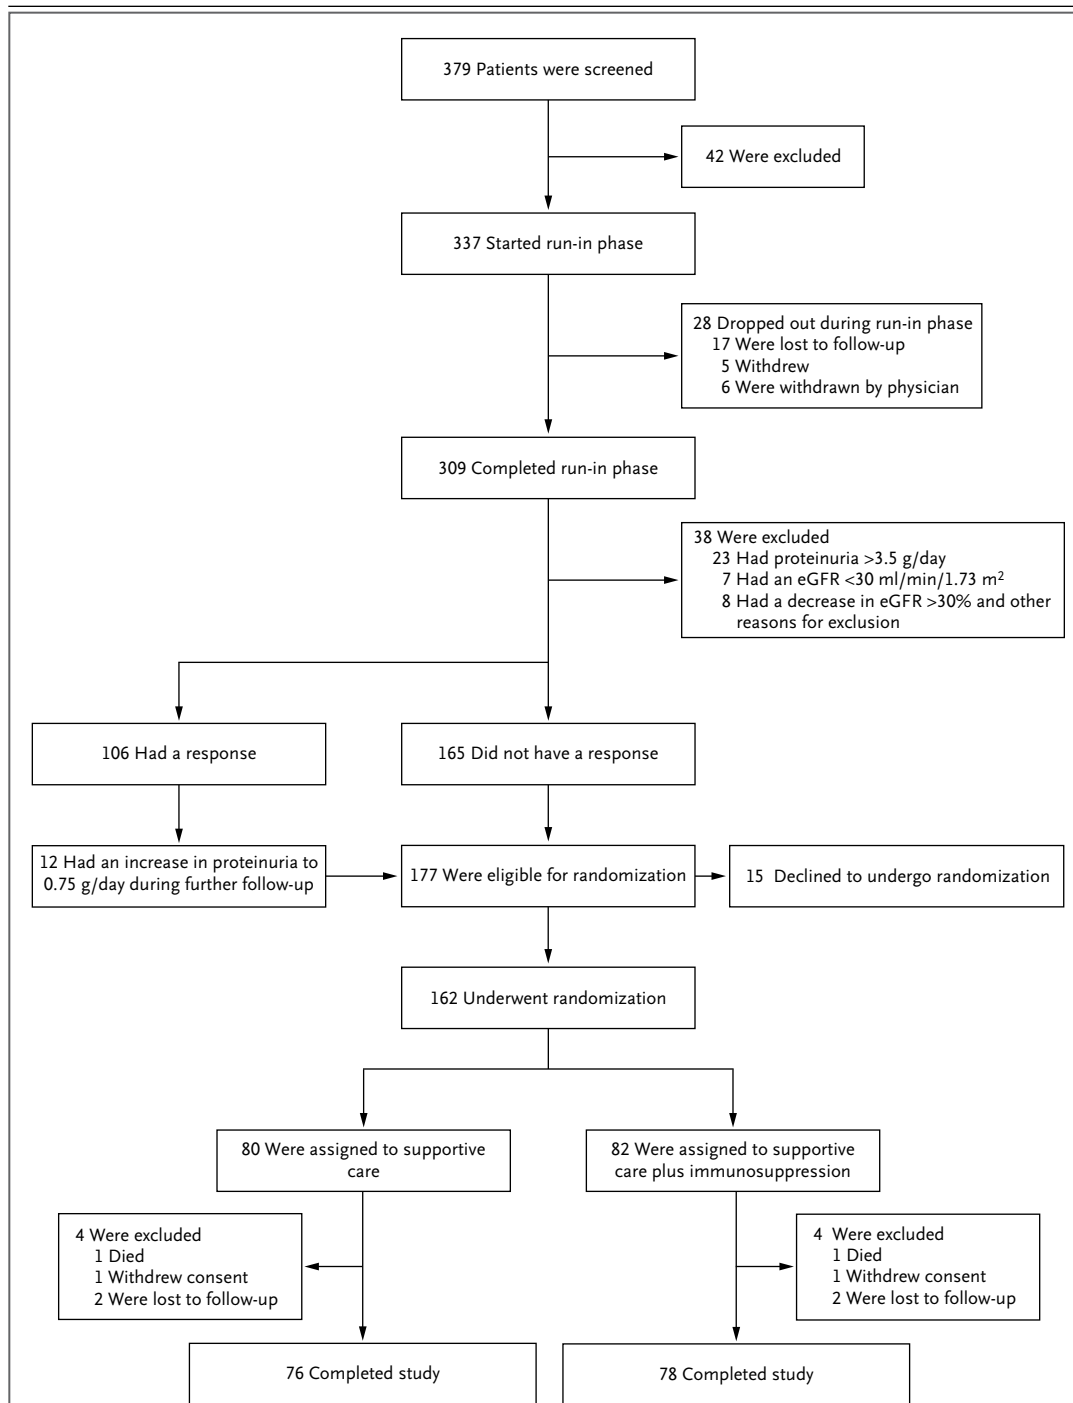 379 Patients were screened
42 Were excluded
337 Started run-in phase
28 Dropped out during run-in phase
17 Were lost to follow-up
5 Withdrew
6 Were withdrawn by physician
309 Completed run-in phase
38 Were excluded
23 Had proteinuria >3.5 g/day
7 Had an eGFR <30 ml/min/1.73 m²
8 Had a decrease in eGFR >30% and other
reasons for exclusion
106 Had a response
165 Did not have a response
12 Had an increase in proteinuria to
0.75 g/day during further follow-up
177 Were eligible for randomization
15 Declined to undergo randomization
162 Underwent randomization
80 Were assigned to supportive
care
82 Were assigned to supportive
care plus immunosuppression
4 Were excluded
1 Died
1 Withdrew consent
2 Were lost to follow-up
4 Were excluded
1 Died
1 Withdrew consent
2 Were lost to follow-up
76 Completed study
78 Completed study